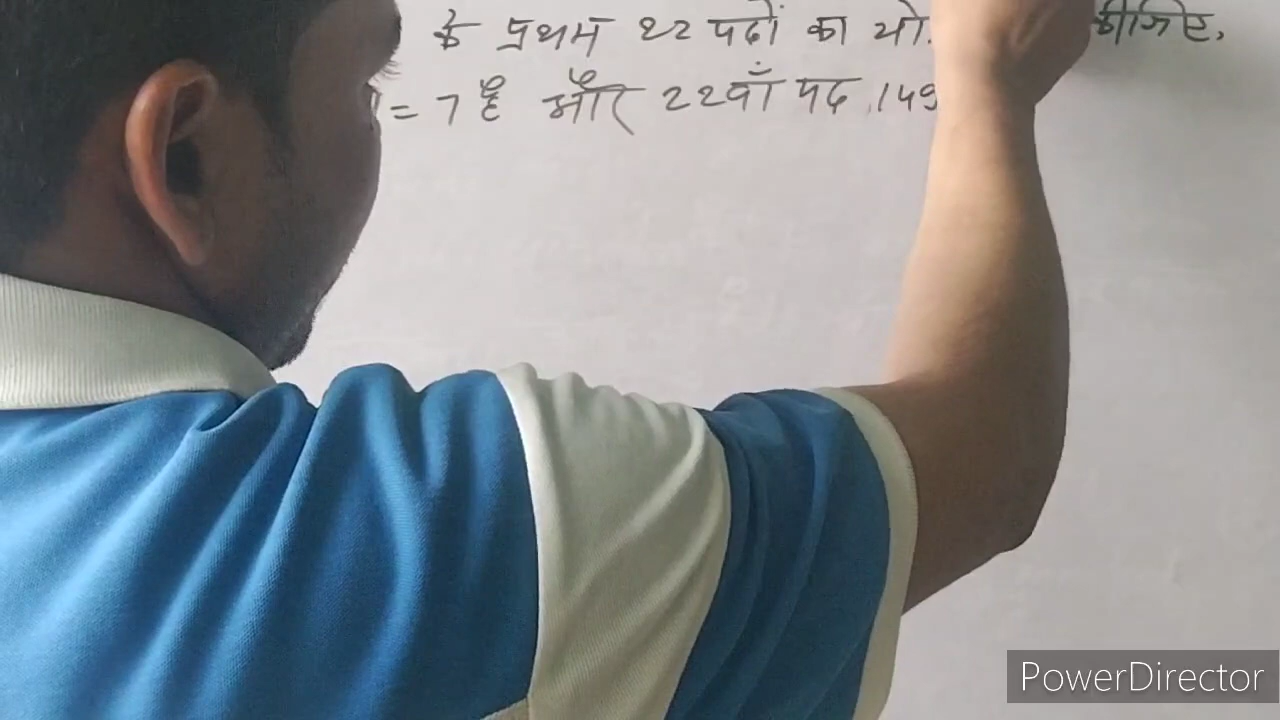 के प्रथम 22 पदों का यो कीजिए,
= 7 है और 22वाँ पद 149
PowerDirector